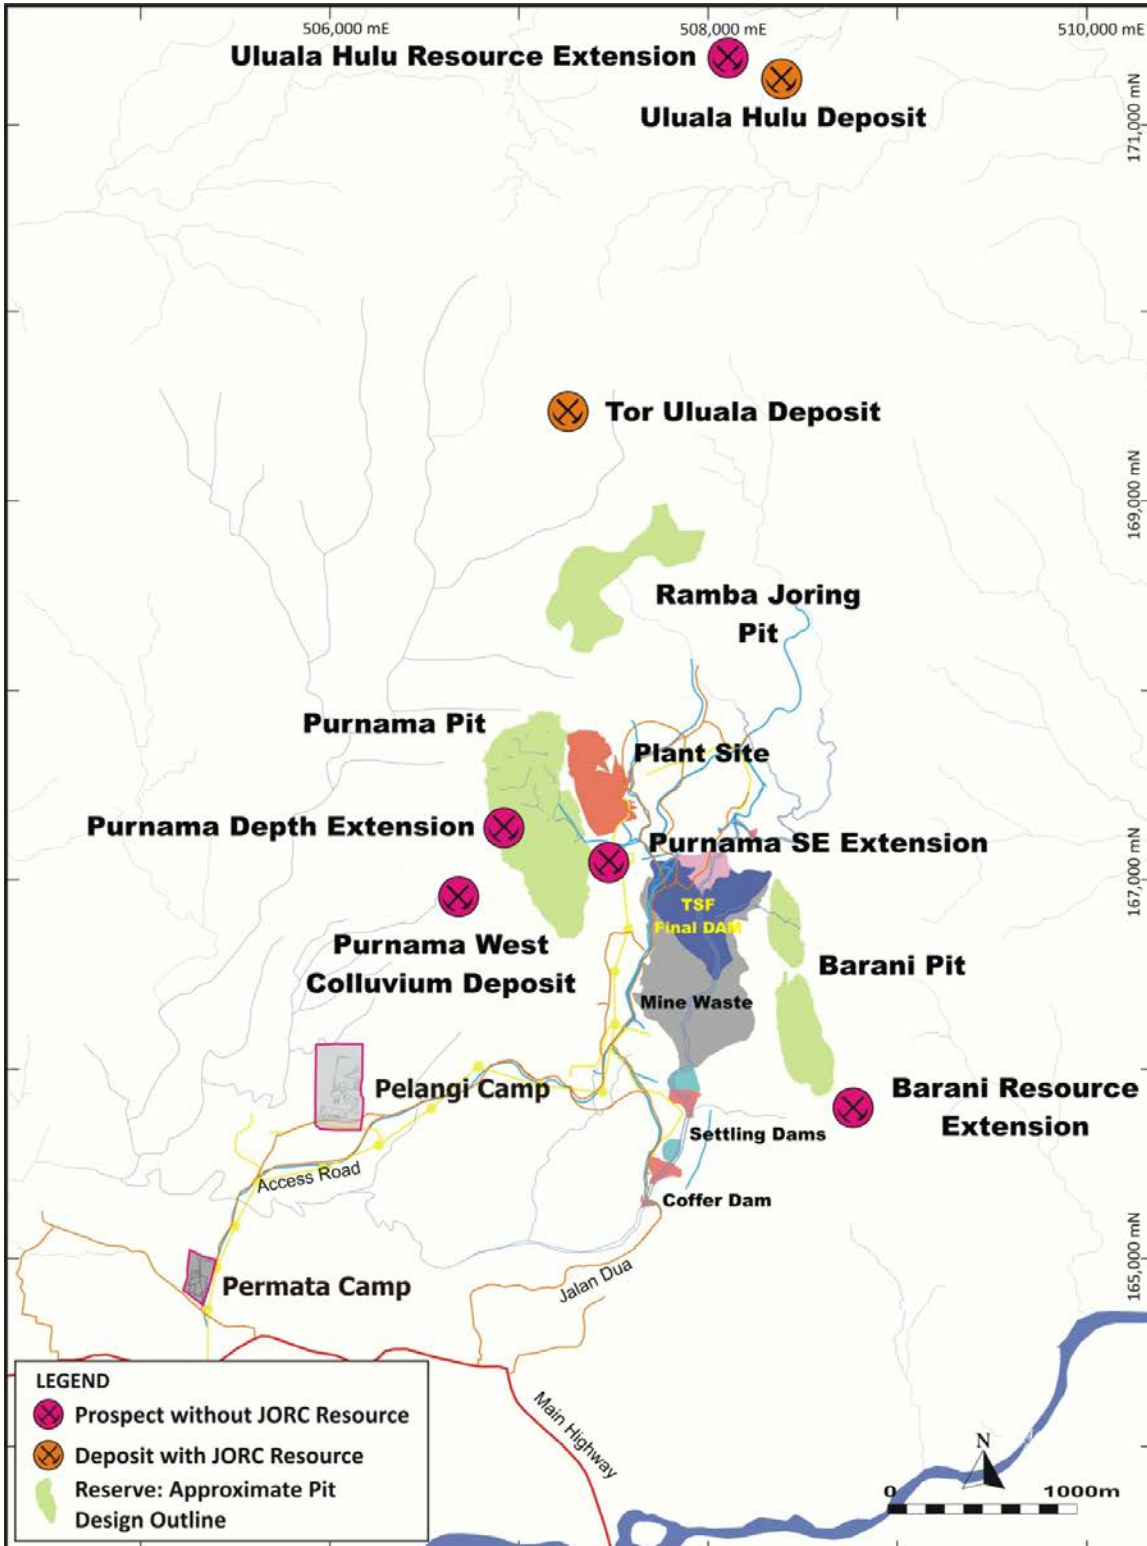 506,000 mE
508,000 mE
510,000 mE
Uluala Hulu Resource Extension
Uluala Hulu Deposit
171,000 mN
Tor Uluala Deposit
169,000 mN
Ramba Joring
Pit
Purnama Pit
Plant Site
Purnama Depth Extension
Purnama SE Extension
167,000 mN
TSF
Final DAM
Purnama West
Colluvium Deposit
Barani Pit
Mine Waste
Pelangi Camp
Barani Resource
Extension
Settling Dams
Access Road
Coffer Dam
Permata Camp
Jalan Dua
165,000 mN
Main Highway
LEGEND
Prospect without JORC Resource
Deposit with JORC Resource
Reserve: Approximate Pit
Design Outline
N
0 1000m